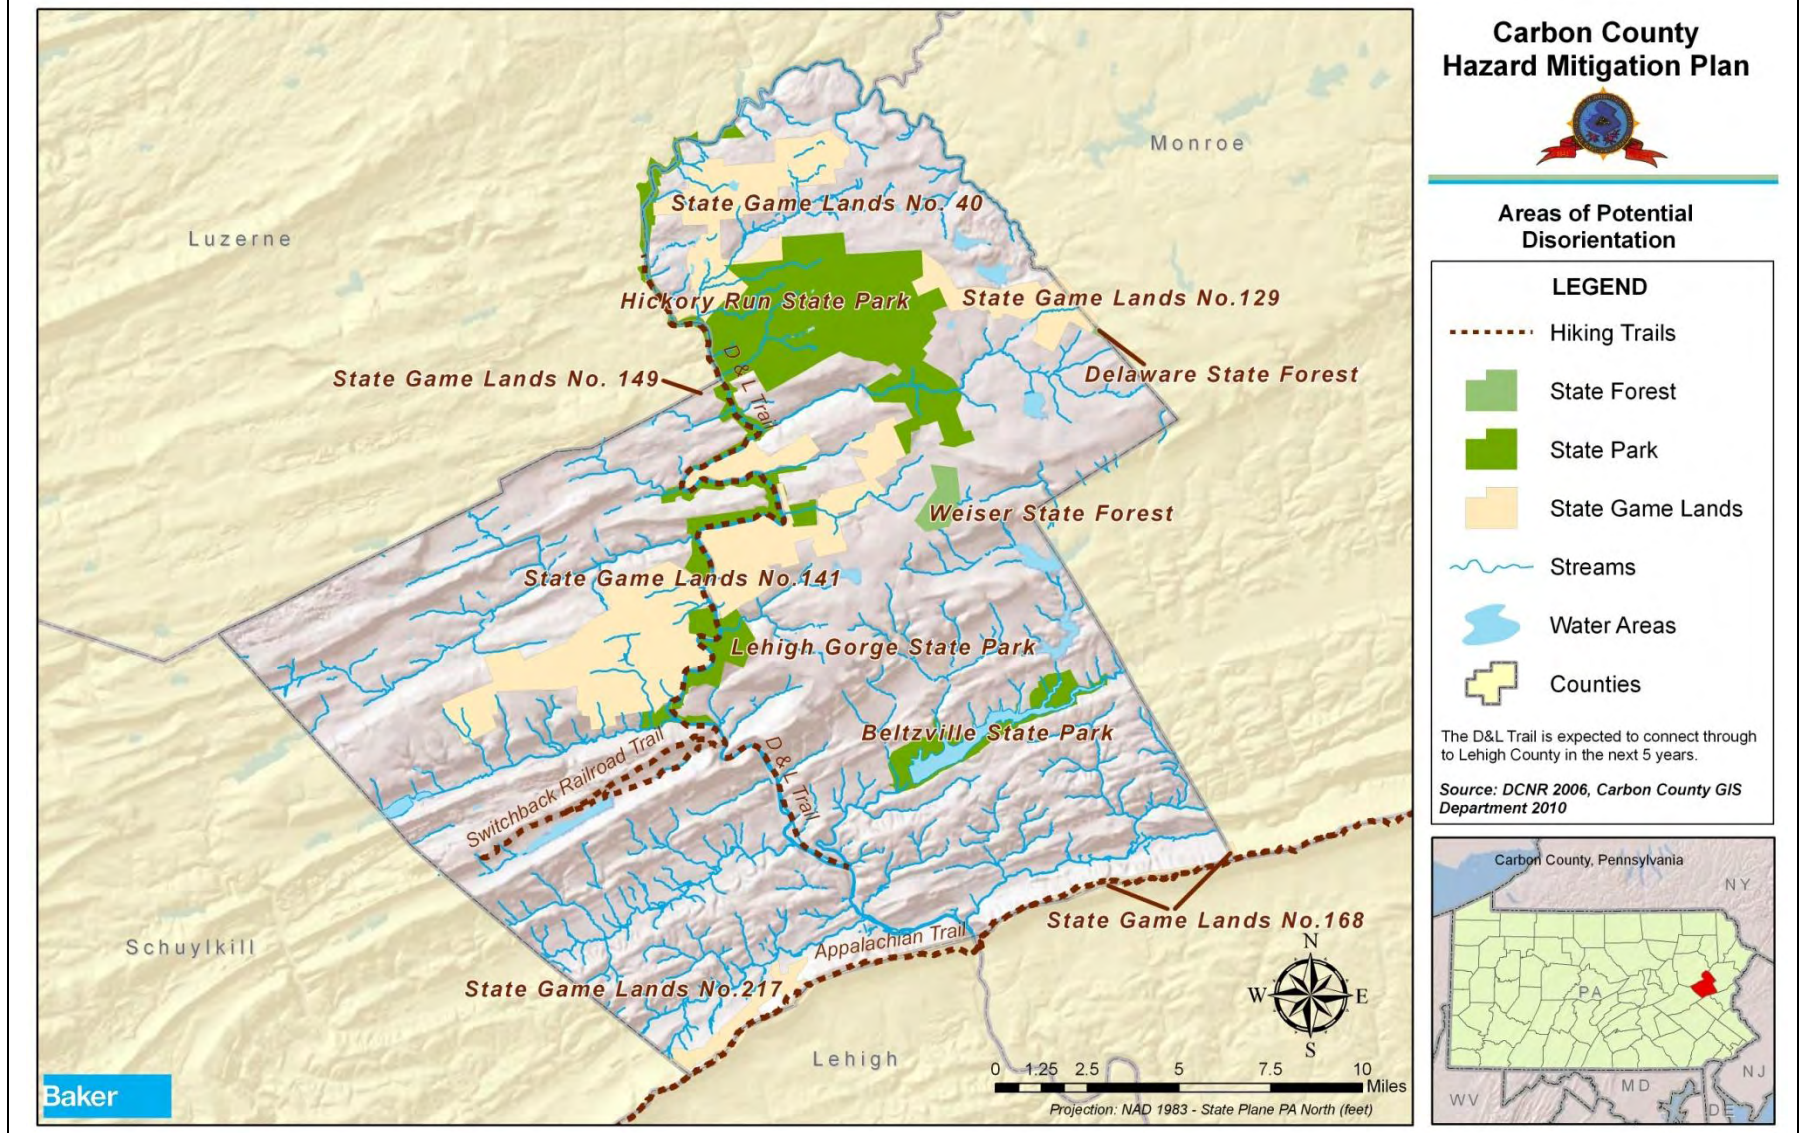 Carbon County
Hazard Mitigation Plan
Areas of Potential
Disorientation
LEGEND
Hiking Trails
State Forest
State Park
State Game Lands
Streams
Water Areas
Counties
The D&L Trail is expected to connect through
to Lehigh County in the next 5 years.
Source: DCNR 2006, Carbon County GIS
Department 2010
Carbon County, Pennsylvania
NY
PA
NJ
MD
WV
DE
Monroe
Luzerne
State Game Lands No. 40
Hickory Run State Park
State Game Lands No.129
D & L Trail
State Game Lands No. 149
Delaware State Forest
Weiser State Forest
State Game Lands No.141
Lehigh Gorge State Park
Beltzville State Park
Switchback Railroad Trail
D & L Trail
State Game Lands No.168
Appalachian Trail
Schuylkill
State Game Lands No.217
Lehigh
N
W E
S
0 1.25 2.5 5 7.5 10
Miles
Projection: NAD 1983 - State Plane PA North (feet)
Baker